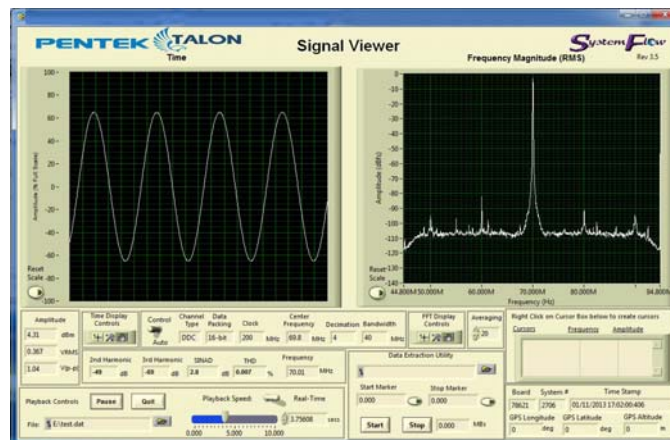 PENTEK TALON
Signal Viewer
SystemFlow
Rev 3.5
Time
Frequency Magnitude (RMS)
Amplitude (% Full Scale)
100
80
60
40
20
0
-20
-40
-60
-80
-100
Reset Scale
Amplitude (dBfs)
0
-10
-20
-30
-40
-50
-60
-70
-80
-90
-100
-110
-120
-130
-140
Reset Scale
44.800M 50.000M 60.000M 70.000M 80.000M 94.800M
Frequency (Hz)
Amplitude
4.31 dBm
0.367 VRMS
1.04 V(p-p)
Time Display Controls
Control
Auto
Channel Type
DDC
Data Packing
16-bit
Clock
200 MHz
Center Frequency
69.8 MHz
Decimation
4
Bandwidth
40 MHz
FFT Display Controls
Averaging
20
2nd Harmonic
-49 dB
3rd Harmonic
-69 dB
SINAD
2.8 dB
THD
0.007 %
Frequency
70.01 MHz
Playback Controls
Pause
Quit
File: E:\test.dat
Playback Speed:
Real-Time
0.000 5.000 10.000
3.75608 secs
Data Extraction Utility
Start Marker
0.000
Stop Marker
0.000
Start
Stop
0.000 MBs
Right Click on Cursor Box below to create cursors
Cursors Frequency Amplitude
Board System # Time Stamp
78621 2706 01/11/2013 17:02:00:406
GPS Longitude GPS Latitude GPS Altitude
0 deg 0 deg 0